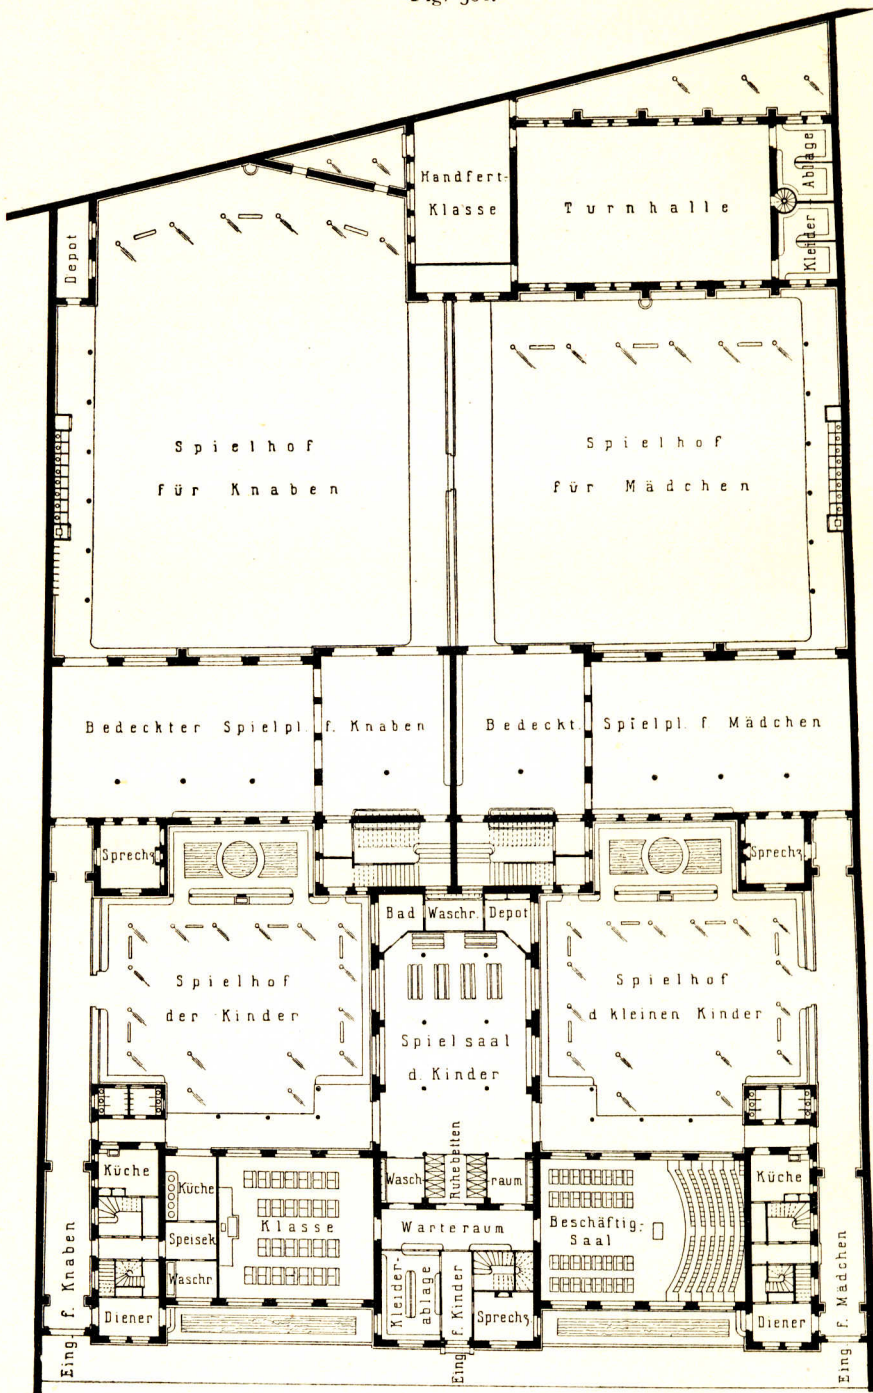 Handfert-
Klasse
Turnhalle
Kleider-Ablage
Depot
Spielhof
für Knaben
Spielhof
für Mädchen
Bedeckter Spielpl. f. Knaben
Bedeckt. Spielpl. f. Mädchen
Sprechz.
Sprechz.
Bad
Waschr.
Depot
Spielhof
der Kinder
Spielsaal
d. Kinder
Spielhof
d kleinen Kinder
Küche
Küche
Speisek.
Waschr.
Klasse
Wasch-
raum
Ruhebetten
Warteraum
Kleider-
ablage
Beschäftig.-
Saal
Küche
Diener
Sprechz.
Diener
Eing. f. Knaben
Eing. f. Kinder
Eing. f. Mädchen